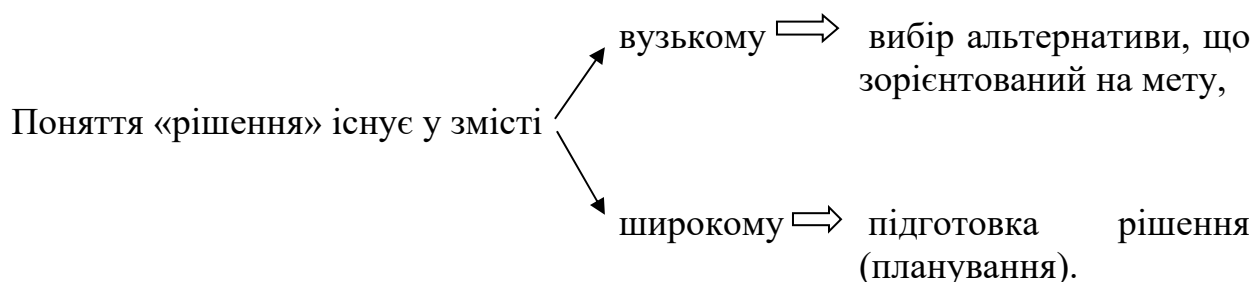 вузькому вибір альтернативи, що
зорієнтований на мету,
Поняття «рішення» існує у змісті
широкому підготовка рішення
(планування).